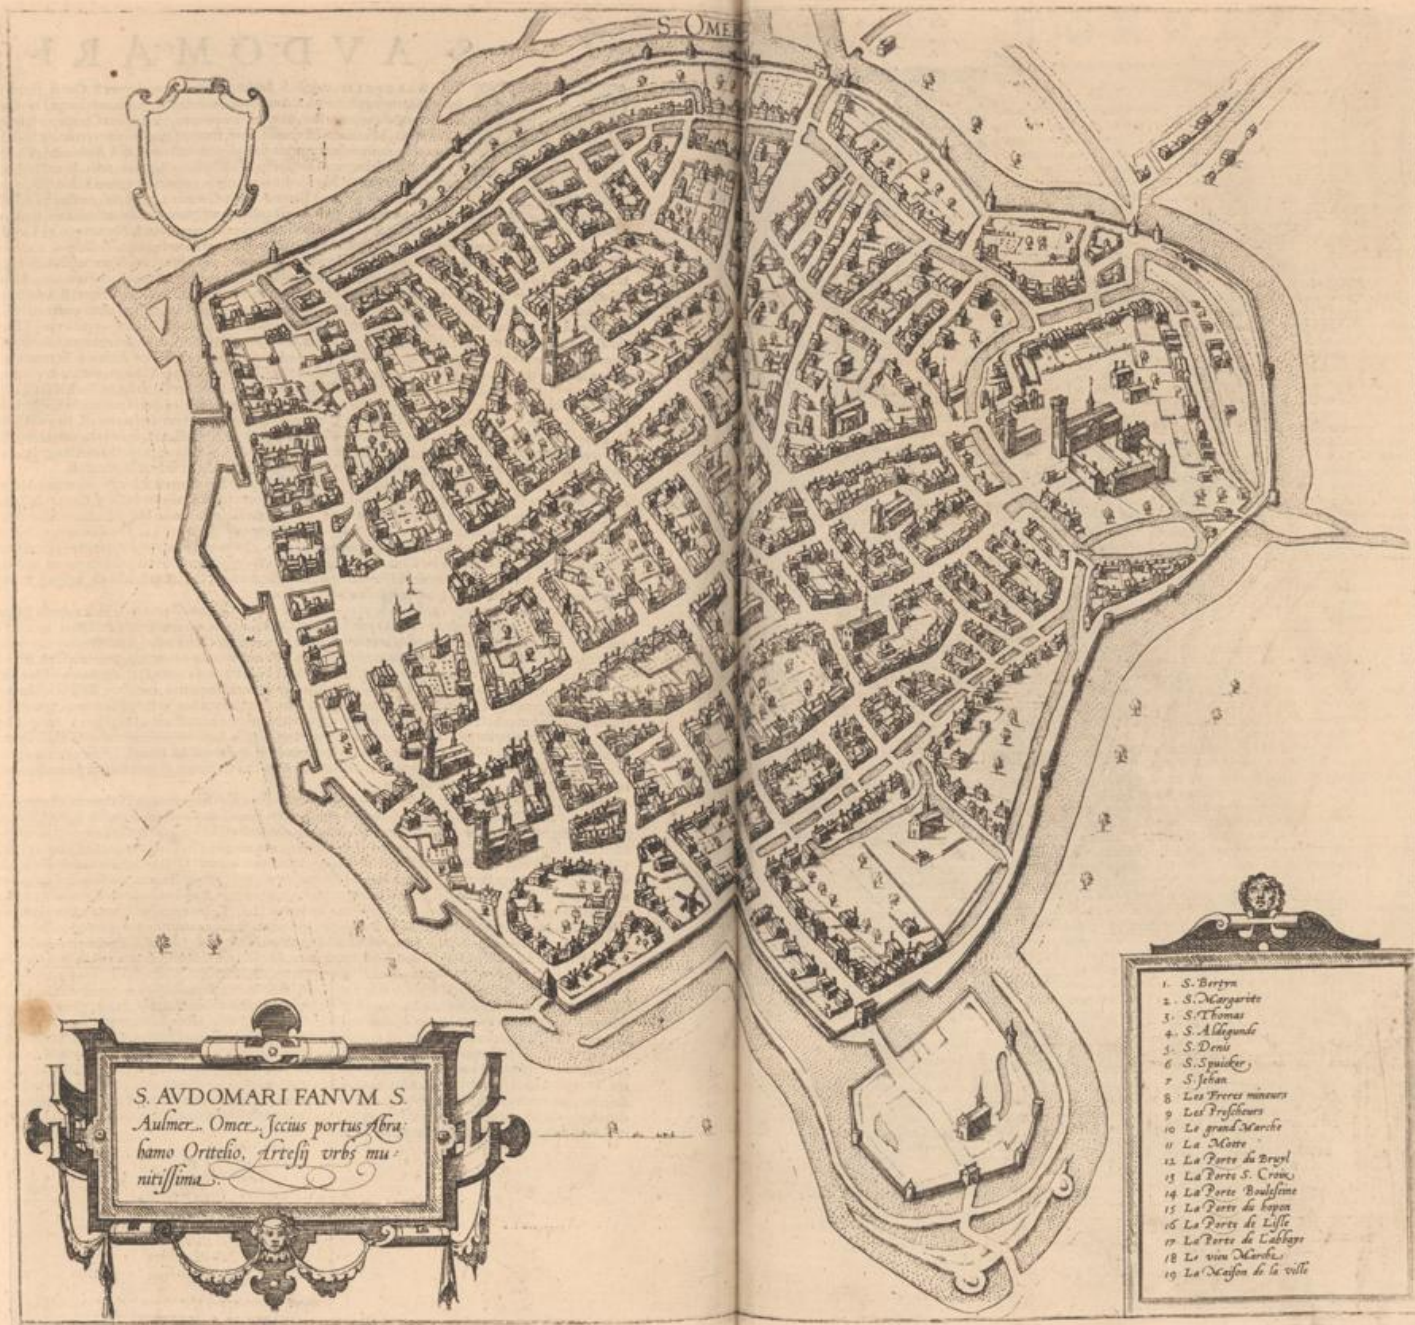 S. OMER
S. AVDOMARI FANVM S.
Aulmer. Omer. Iccius portus Abra-
hamo Orttelio, Artesij vrbs mu-
nitissima.
1. S. Bertyn
2. S. Margarite
3. S. Thomas
4. S. Aldegunde
5. S. Denis
6 S. Spuicker
7 S. Jehan
8 Les Freres mineurs
9 Les Prescheurs
10 Le grand Marche
11 La Motte
12 La Porte du Bruyl
13 La Porte S. Croix
14 La Porte Bouleseine
15 La Porte du hopon
16 La Porte de Lisle
17 La Porte de L'abbaye
18 Le vieu Marche
19 La Maison de la ville